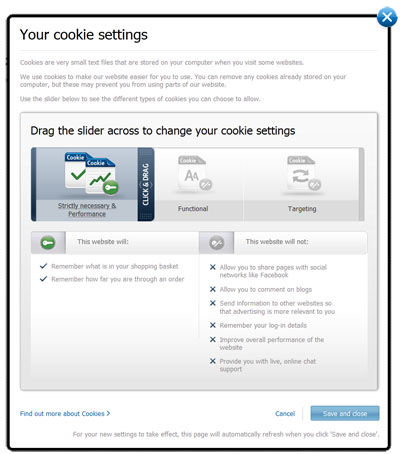 Your cookie settings
Cookies are very small text files that are stored on your computer when you visit some websites.
We use cookies to make our website easier for you to use. You can remove any cookies already stored on your
computer, but these may prevent you from using parts of our website.
Use the slider below to see the different types of cookies you can choose to allow.
Drag the slider across to change your cookie settings
Cookie
Cookie
CLICK & DRAG
Cookie
Cookie
AA
Cookie
Cookie
Strictly necessary &
Performance
Functional
Targeting
This website will:
This website will not:
Remember what is in your shopping basket
Remember how far you are through an order
Allow you to share pages with social
networks like Facebook
Allow you to comment on blogs
Send information to other websites so
that advertising is more relevant to you
Remember your log-in details
Improve overall performance of the
website
Provide you with live, online chat
support
Find out more about Cookies >
Cancel
Save and close
For your new settings to take effect, this page will automatically refresh when you click 'Save and close'.